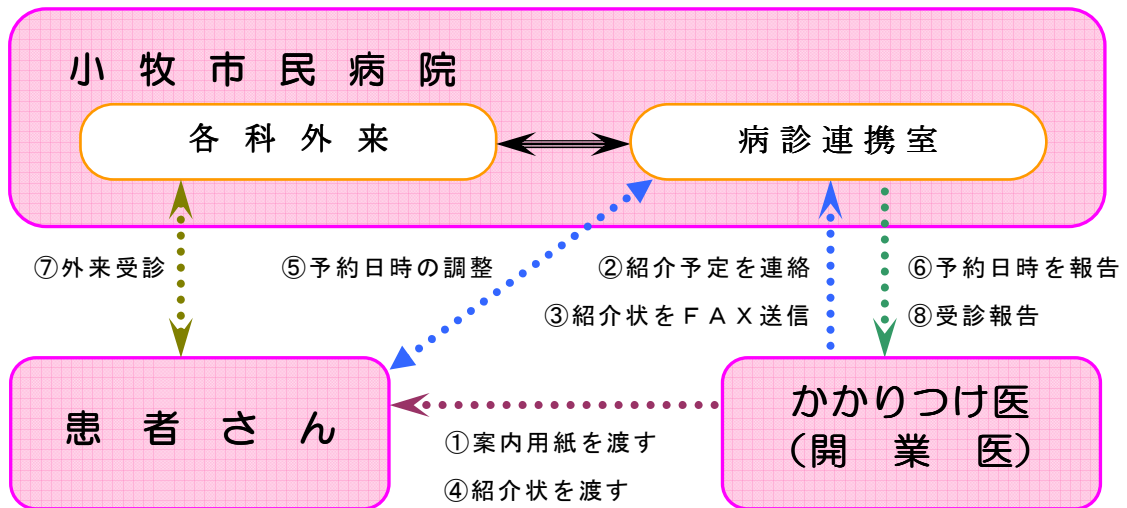 小牧市民病院
各科外来
病診連携室
⑦外来受診
⑤予約日時の調整
②紹介予定を連絡
③紹介状をＦＡＸ送信
⑥予約日時を報告
⑧受診報告
患者さん
かかりつけ医
（開業医）
①案内用紙を渡す
④紹介状を渡す